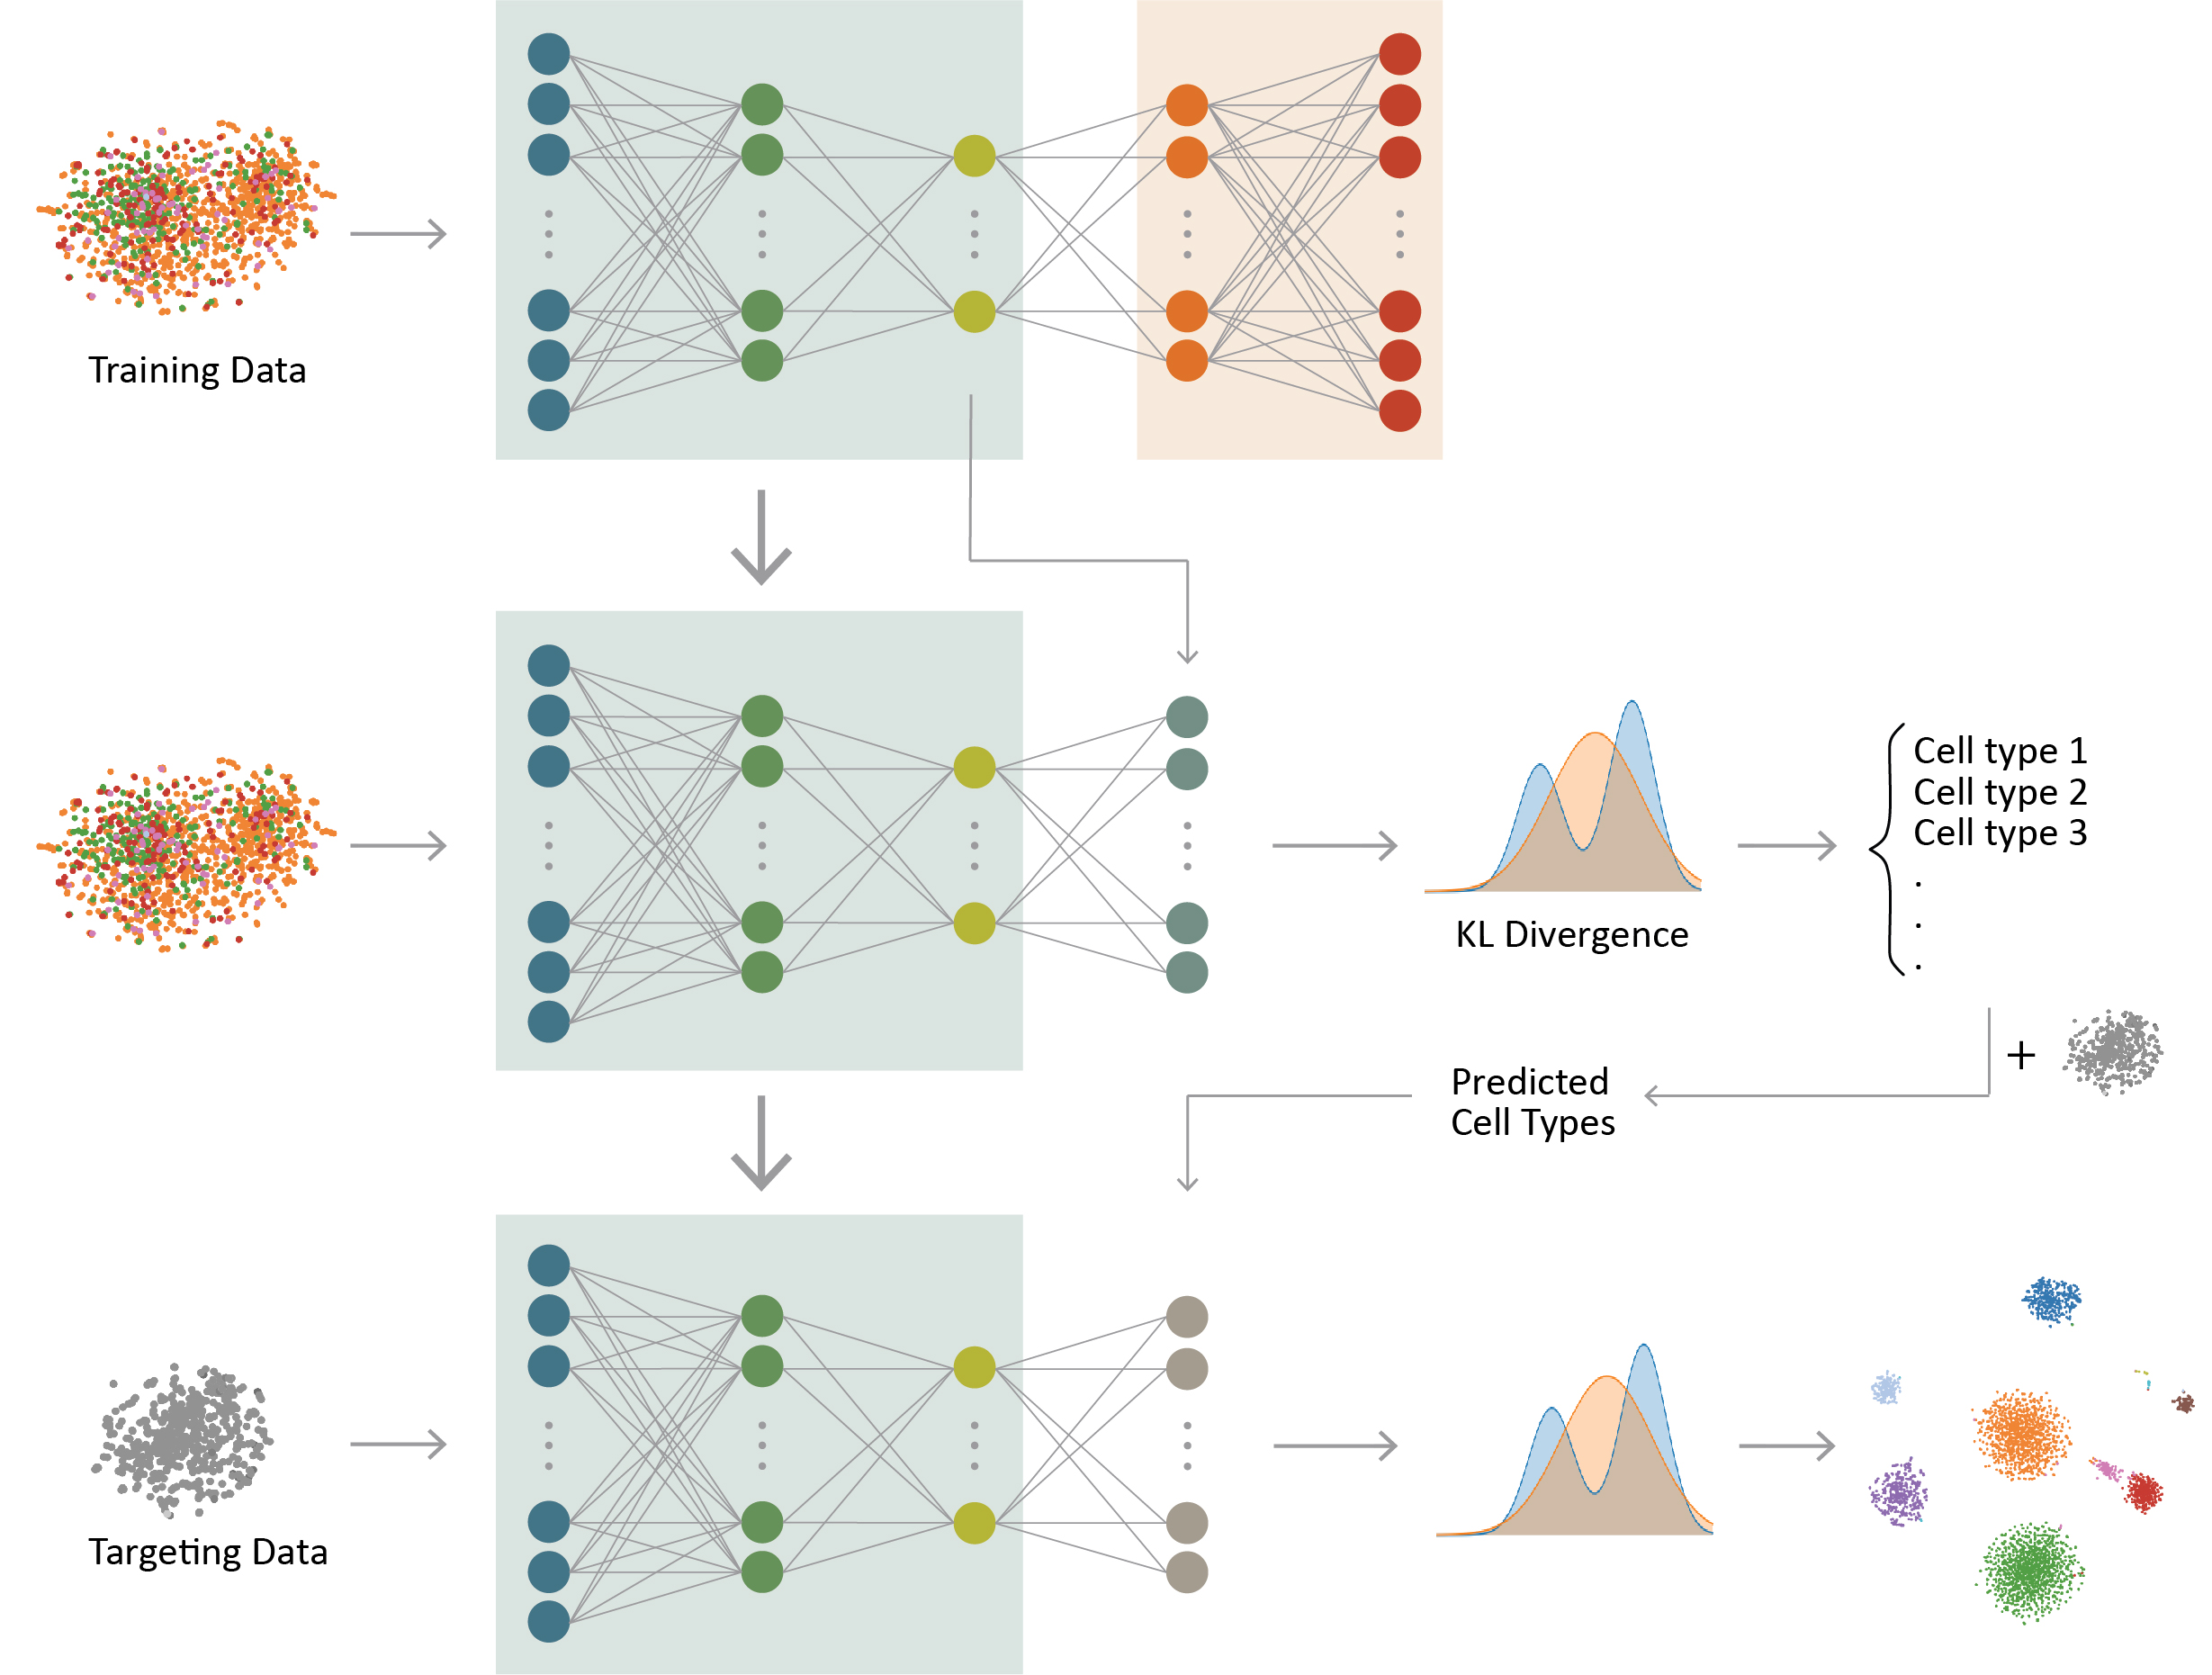 Training Data
Cell type 1
Cell type 2
Cell type 3
.
.
.
KL Divergence
+
Predicted
Cell Types
Targeting Data